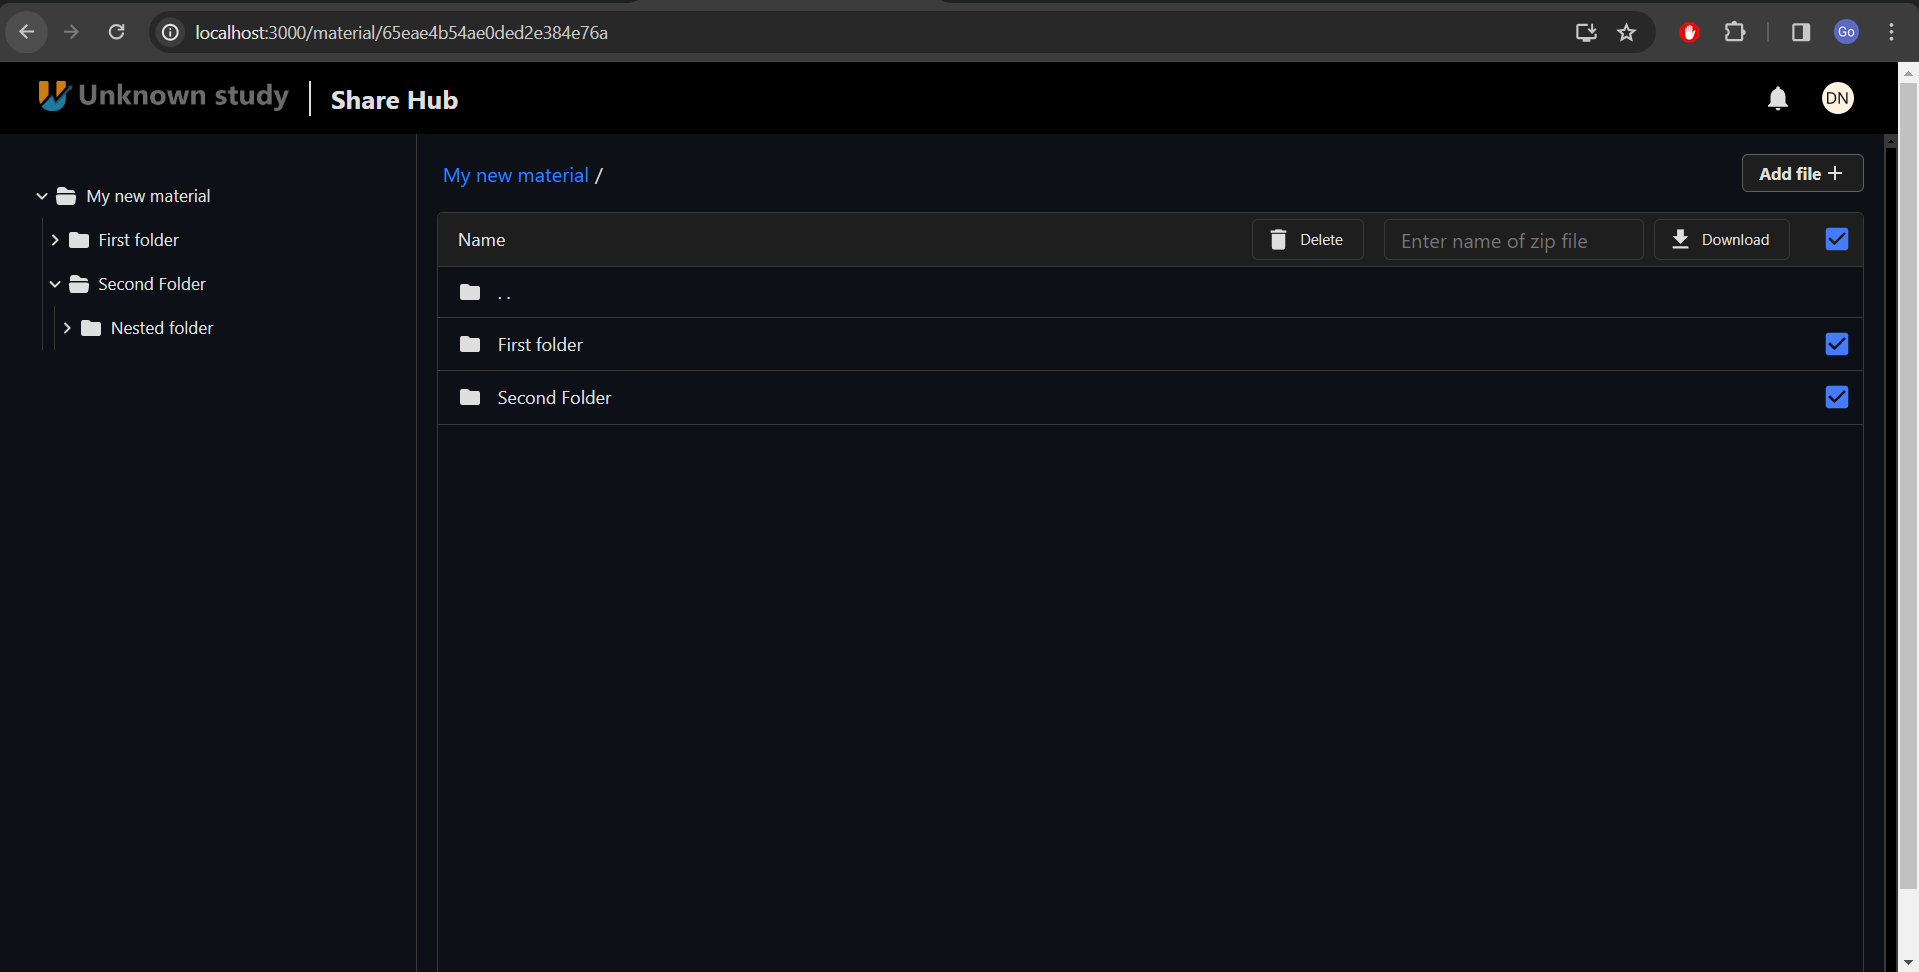 localhost:3000/material/65eae4b54ae0ded2e384e76a
Go
Unknown study
Share Hub
DN
My new material
First folder
Second Folder
Nested folder
My new material /
Add file +
Name
Delete
Enter name of zip file
Download
. .
First folder
Second Folder